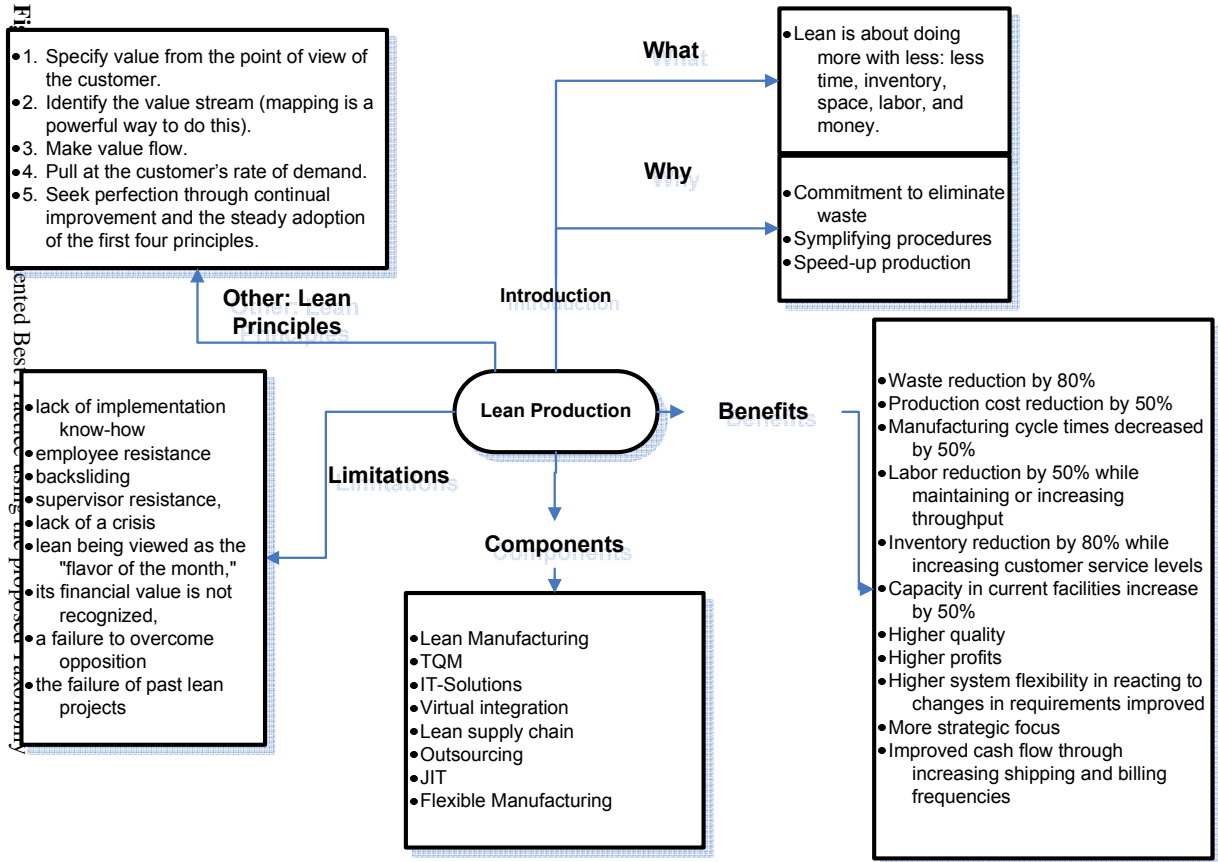 Fi
ented Best Practice using the proposed Taxonomy
• 1. Specify value from the point of view of
the customer.
• 2. Identify the value stream (mapping is a
powerful way to do this).
• 3. Make value flow.
• 4. Pull at the customer's rate of demand.
• 5. Seek perfection through continual
improvement and the steady adoption
of the first four principles.
What
• Lean is about doing
more with less: less
time, inventory,
space, labor, and
money.
Why
• Commitment to eliminate
waste
• Symplifying procedures
• Speed-up production
Other: Lean
Principles
Introduction
Lean Production
Benefits
• Waste reduction by 80%
• Production cost reduction by 50%
• Manufacturing cycle times decreased
by 50%
• Labor reduction by 50% while
maintaining or increasing
throughput
• Inventory reduction by 80% while
increasing customer service levels
• Capacity in current facilities increase
by 50%
• Higher quality
• Higher profits
• Higher system flexibility in reacting to
changes in requirements improved
• More strategic focus
• Improved cash flow through
increasing shipping and billing
frequencies
Limitations
• lack of implementation
know-how
• employee resistance
• backsliding
• supervisor resistance,
• lack of a crisis
• lean being viewed as the
"flavor of the month,"
• its financial value is not
recognized,
• a failure to overcome
opposition
• the failure of past lean
projects
Components
• Lean Manufacturing
• TQM
• IT-Solutions
• Virtual integration
• Lean supply chain
• Outsourcing
• JIT
• Flexible Manufacturing